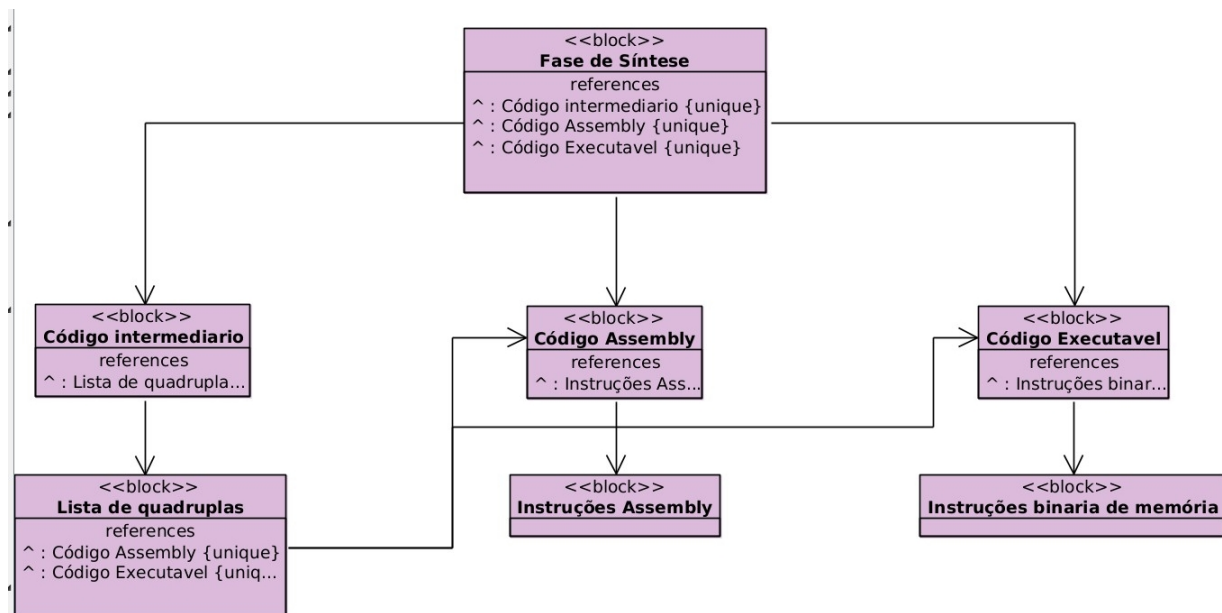 <<block>>
Fase de Síntese
references
^ : Código intermediario {unique}
^ : Código Assembly {unique}
^ : Código Executavel {unique}
<<block>>
Código intermediario
references
^ : Lista de quadrupla...
<<block>>
Código Assembly
references
^ : Instruções Ass...
<<block>>
Código Executavel
references
^ : Instruções binar...
<<block>>
Lista de quadruplas
references
^ : Código Assembly {unique}
^ : Código Executavel {uniq...
<<block>>
Instruções Assembly
<<block>>
Instruções binaria de memória